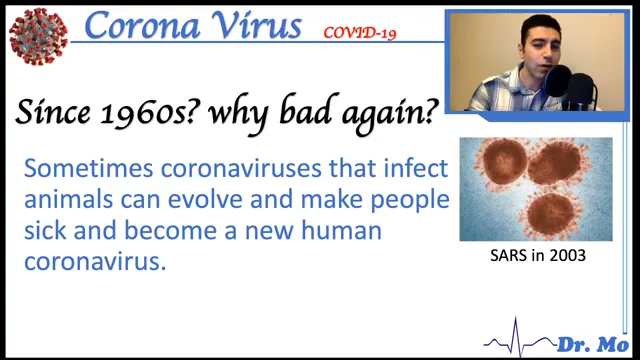 Corona Virus COVID-19
Since 1960s? why bad again?
Sometimes coronaviruses that infect
animals can evolve and make people
sick and become a new human
coronavirus.
SARS in 2003
Dr. Mo